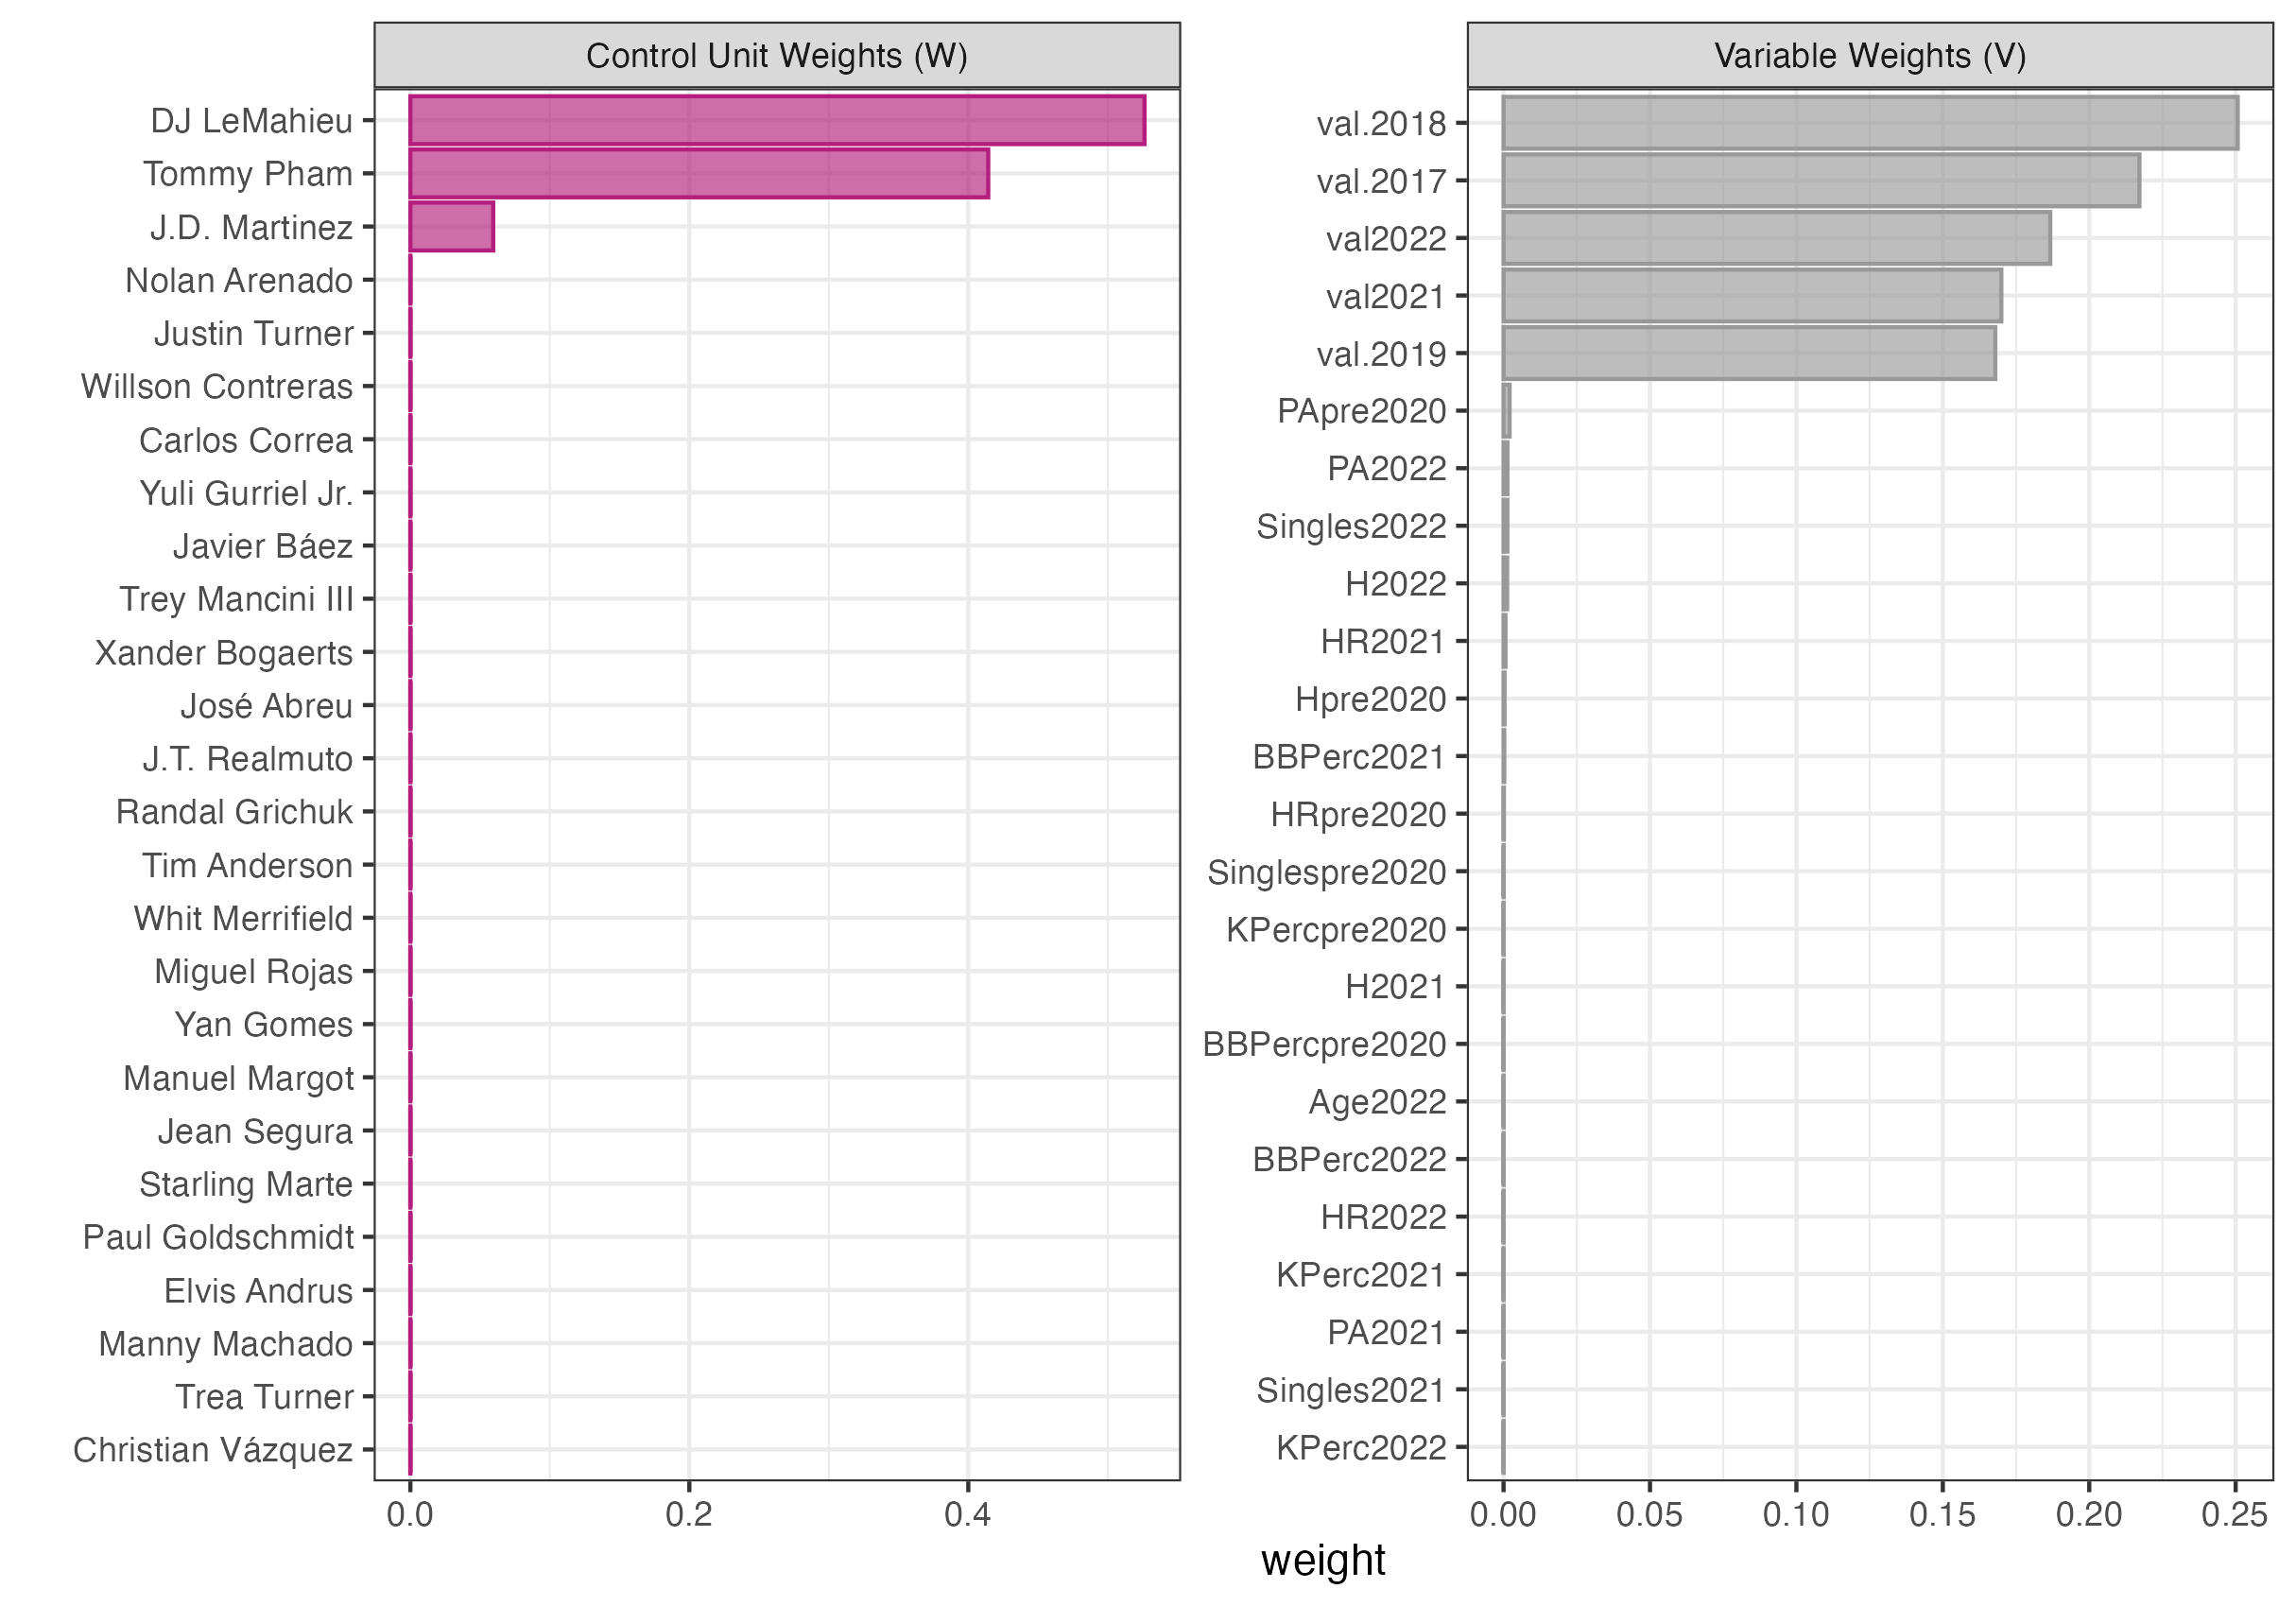 Control Unit Weights (W)
DJ LeMahieu
Tommy Pham
J.D. Martinez
Nolan Arenado
Justin Turner
Willson Contreras
Carlos Correa
Yuli Gurriel Jr.
Javier Báez
Trey Mancini III
Xander Bogaerts
José Abreu
J.T. Realmuto
Randal Grichuk
Tim Anderson
Whit Merrifield
Miguel Rojas
Yan Gomes
Manuel Margot
Jean Segura
Starling Marte
Paul Goldschmidt
Elvis Andrus
Manny Machado
Trea Turner
Christian Vázquez
0.0 0.2 0.4
Variable Weights (V)
val.2018
val.2017
val2022
val2021
val.2019
PApre2020
PA2022
Singles2022
H2022
HR2021
Hpre2020
BBPerc2021
HRpre2020
Singlespre2020
KPercpre2020
H2021
BBPercpre2020
Age2022
BBPerc2022
HR2022
KPerc2021
PA2021
Singles2021
KPerc2022
0.00 0.05 0.10 0.15 0.20 0.25
weight